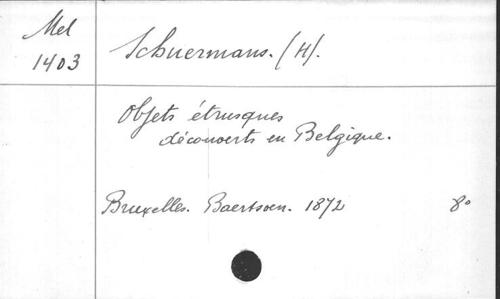 Mel
1403
Schuermans. (H).
Objets étrusques
découverts en Belgique.
Bruxelles. Baertsoen. 1872 8°